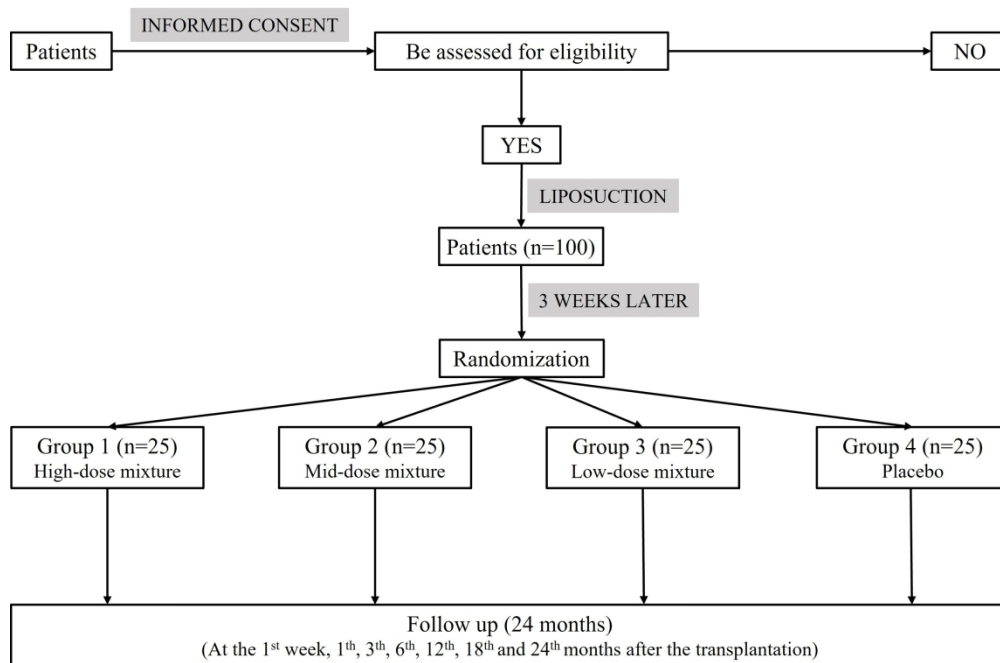 INFORMED CONSENT
Patients
Be assessed for eligibility
NO
YES
LIPOSUCTION
Patients (n=100)
3 WEEKS LATER
Randomization
Group 1 (n=25)
High-dose mixture
Group 2 (n=25)
Mid-dose mixture
Group 3 (n=25)
Low-dose mixture
Group 4 (n=25)
Placebo
Follow up (24 months)
(At the 1st week, 1th, 3th, 6th, 12th, 18th and 24th months after the transplantation)